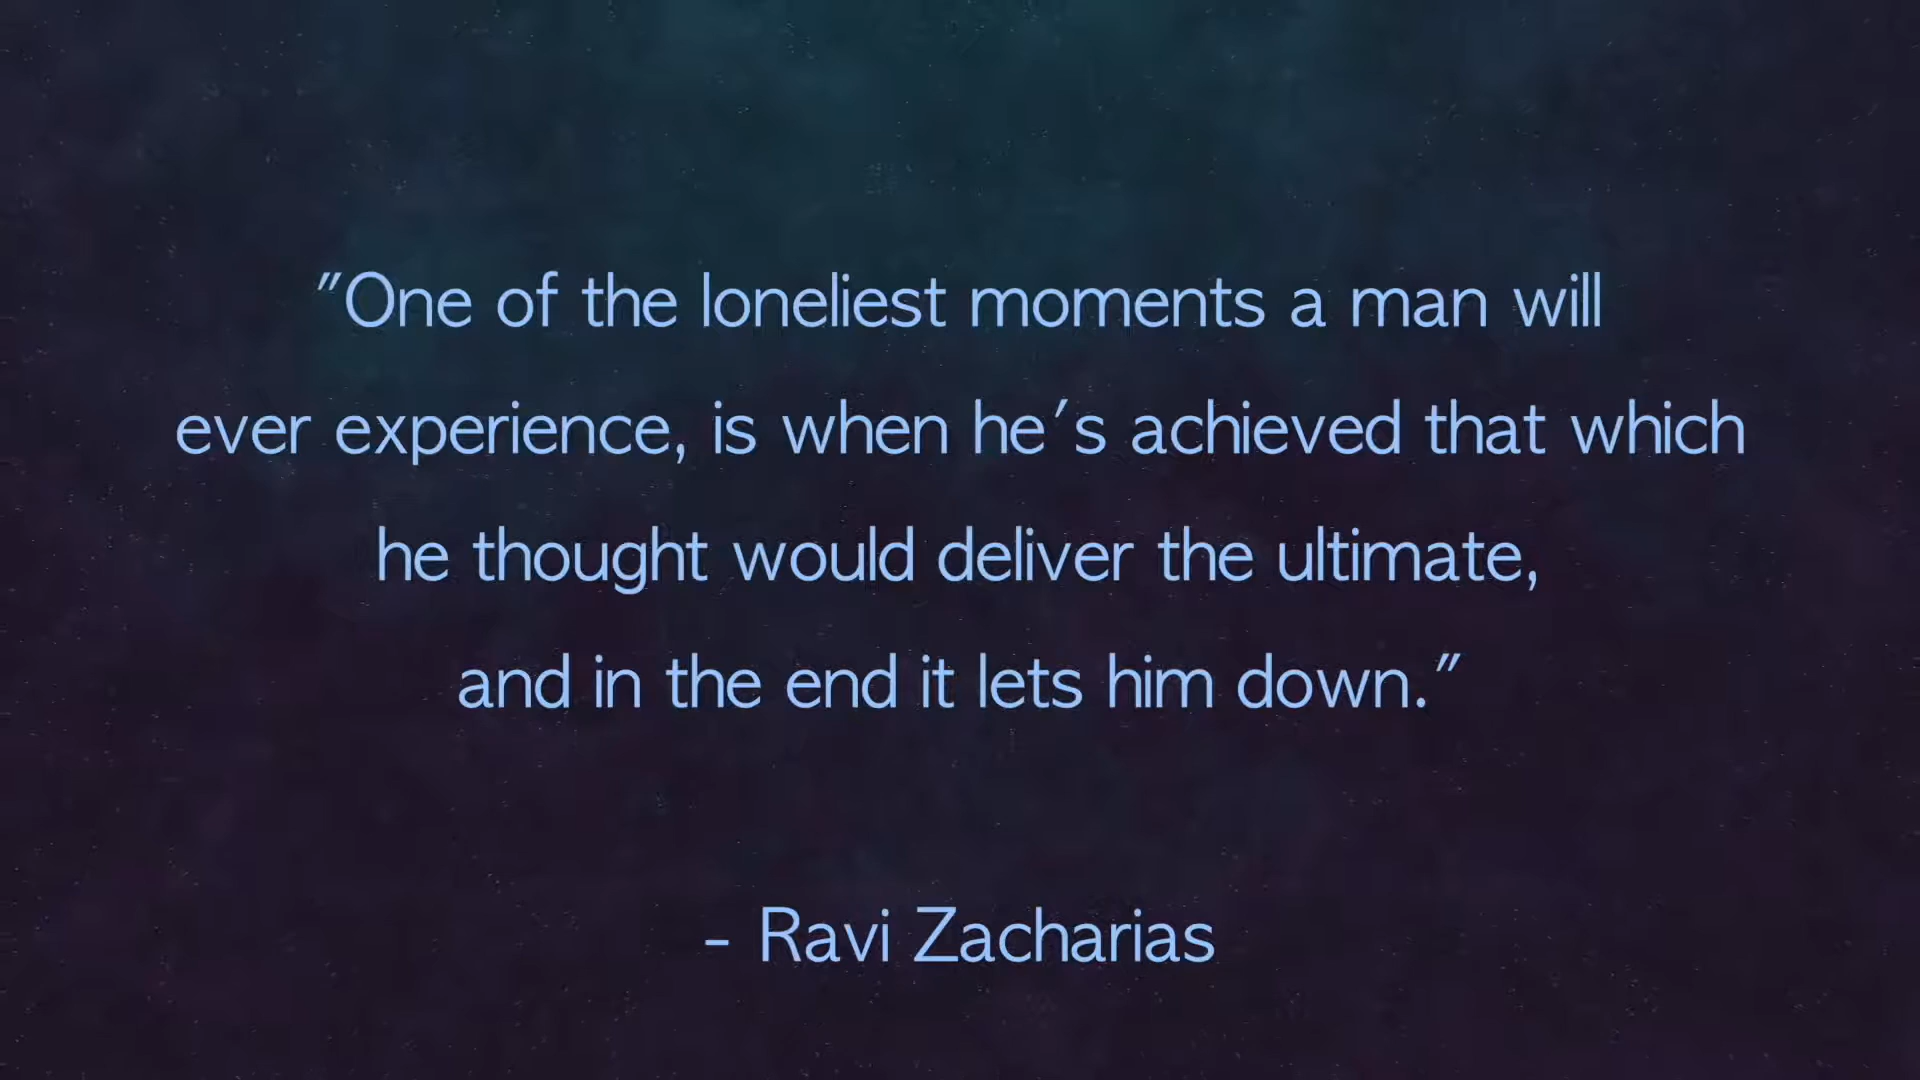 "One of the loneliest moments a man will
ever experience, is when he's achieved that which
he thought would deliver the ultimate,
and in the end it lets him down."
- Ravi Zacharias